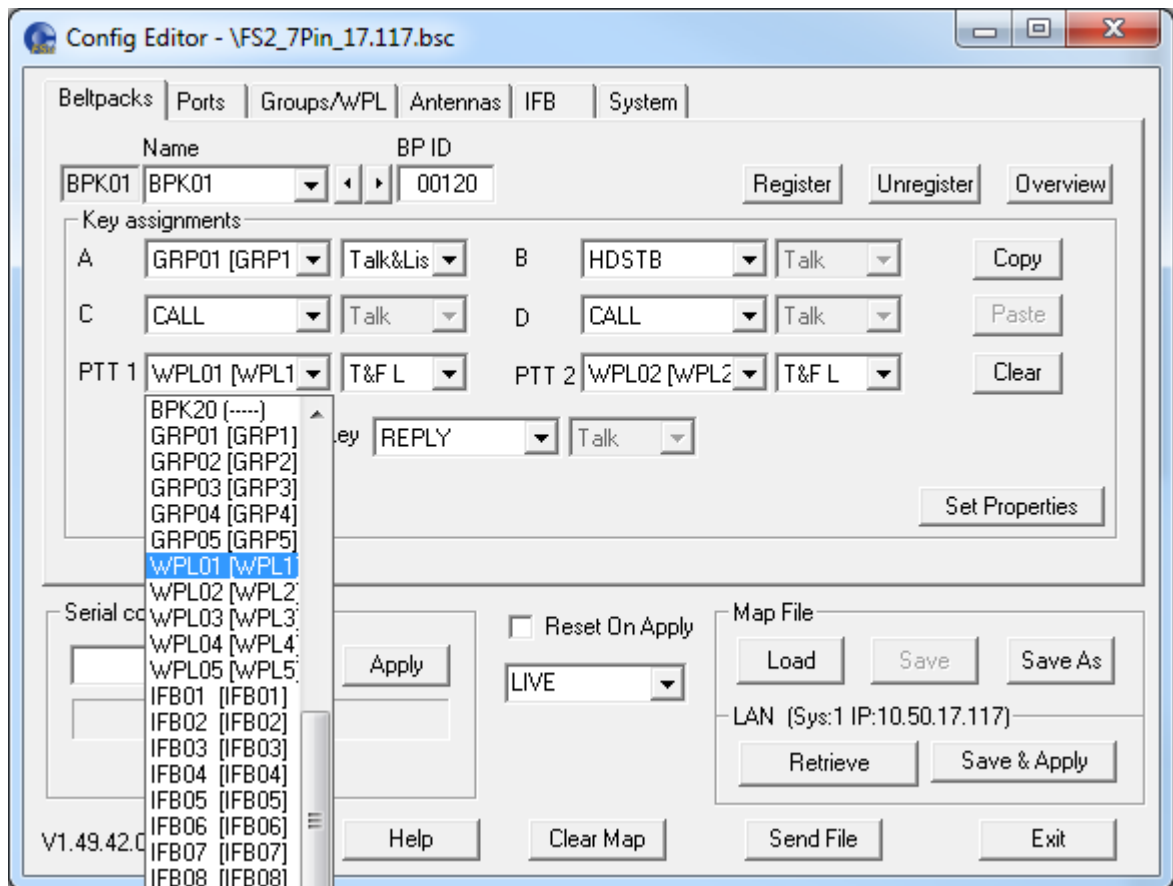 Config Editor - \FS2_7Pin_17.117.bsc
Beltpacks Ports Groups/WPL Antennas IFB System
Name BP ID
BPK01 BPK01 00120 Register Unregister Overview
Key assignments
A GRP01 [GRP1 Talk&Lis B HDSTB Talk Copy
C CALL Talk D CALL Talk Paste
PTT 1 WPL01 [WPL1 T&F L PTT 2 WPL02 [WPL2 T&F L Clear
BPK20 (-----)
GRP01 [GRP1] ey REPLY Talk
GRP02 [GRP2]
GRP03 [GRP3]
GRP04 [GRP4] Set Properties
GRP05 [GRP5]
WPL01 [WPL1]
WPL02 [WPL2]
Serial co WPL03 [WPL3] Reset On Apply Map File
WPL04 [WPL4]
WPL05 [WPL5] Apply LIVE Load Save Save As
IFB01 [IFB01]
IFB02 [IFB02] LAN (Sys:1 IP:10.50.17.117)
IFB03 [IFB03]
IFB04 [IFB04] Retrieve Save & Apply
IFB05 [IFB05]
IFB06 [IFB06]
V1.49.42.0 IFB07 [IFB07] Help Clear Map Send File Exit
IFB08 [IFB08]